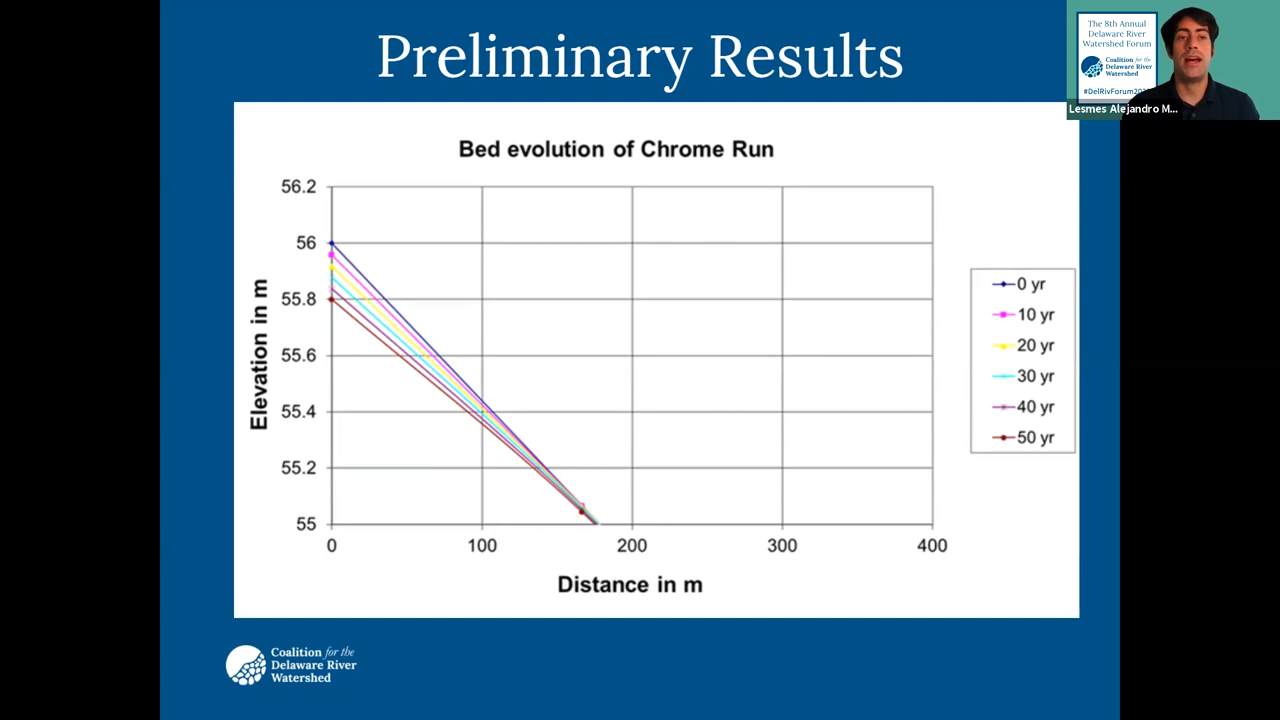 Preliminary Results
The 8th Annual
Delaware River
Watershed Forum
Coalition for the
Delaware River
Watershed
#DelRivForum202
Lesmes Alejandro M...
Bed evolution of Chrome Run
56.2
56
55.8
55.6
55.4
55.2
55
Elevation in m
0
100
200
300
400
Distance in m
0 yr
10 yr
20 yr
30 yr
40 yr
50 yr
Coalition for the
Delaware River
Watershed